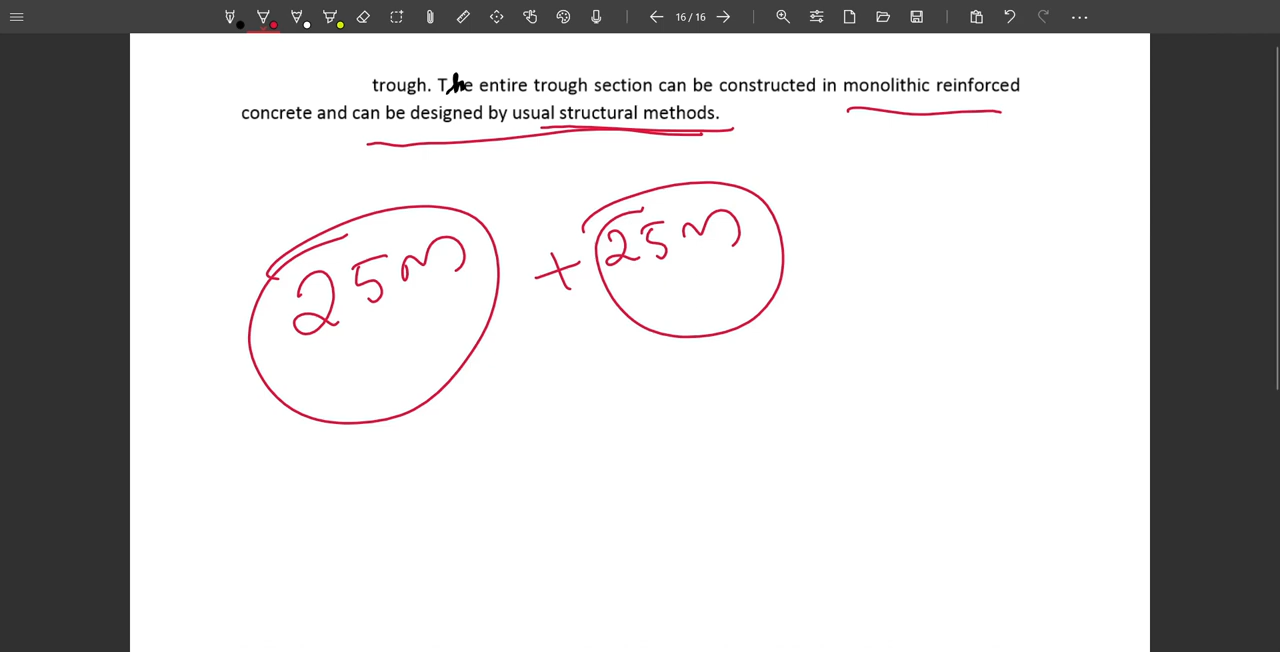 16/16
trough. The entire trough section can be constructed in monolithic reinforced
concrete and can be designed by usual structural methods.
25m + 25m